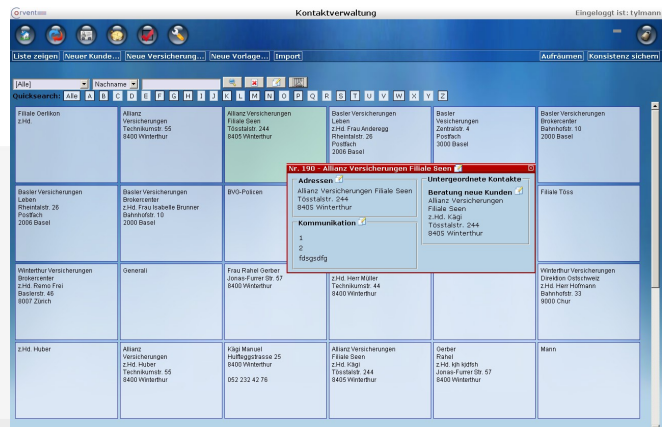 orvent
Kontaktverwaltung
Eingeloggt ist: tylmann
Liste zeigen Neuer Kunde... Neue Versicherung... Neue Vorlage... Import
Aufräumen Konsistenz sichern
[Alle] Nachname
Quicksearch: Alle A B C D E F G H I J K L M N O P Q R S T U V W X Y Z
Filiale Oerlikon
z.Hd.
Allianz
Versicherungen
Technikumstr. 55
8400 Winterthur
Allianz Versicherungen
Filiale Seen
Tösstalstr. 244
8405 Winterthur
Basler Versicherungen
Leben
z.Hd. Frau Anderegg
Rheintalstr. 26
Postfach
2006 Basel
Basler
Versicherungen
Zentralstr. 4
Postfach
3000 Basel
Basler Versicherungen
Brokercenter
Bahnhofstr. 10
2000 Basel
Nr. 190 - Allianz Versicherungen Filiale Seen
Adressen
Allianz Versicherungen Filiale Seen
Tösstalstr. 244
8405 Winterthur
Kommunikation
1
2
fdsgsdfg
Untergeordnete Kontakte
Beratung neue Kunden
Allianz Versicherungen
Filiale Seen
z.Hd. Kägi
Tösstalstr. 244
8405 Winterthur
Basler Versicherungen
Leben
Rheintalstr. 26
Postfach
2006 Basel
Basler Versicherungen
Brokercenter
z.Hd. Frau Isabelle Brunner
Bahnhofstr. 10
2000 Basel
BVG-Policen
Filiale Töss
Winterthur Versicherungen
Brokercenter
z.Hd. Remo Frei
Baslerstr. 46
8007 Zürich
Generali
Frau Rahel Gerber
Jonas-Furrer Str. 57
8400 Winterthur
z.Hd. Herr Müller
Technikumstr. 44
8400 Winterthur
Winterthur Versicherungen
Direktion Ostschweiz
z.Hd. Herr Hofmann
Bahnhofstr. 33
9000 Chur
z.Hd. Huber
Allianz
Versicherungen
z.Hd. Huber
Technikumstr. 55
8400 Winterthur
Kägi Manuel
Hulfteggstrasse 25
8400 Winterthur
052 232 42 76
Allianz Versicherungen
Filiale Seen
z.Hd. Kägi
Tösstalstr. 244
8405 Winterthur
Gerber
Rahel
z.Hd. kjh kjdfsh
Jonas-Furrer Str. 57
8400 Winterthur
Mann